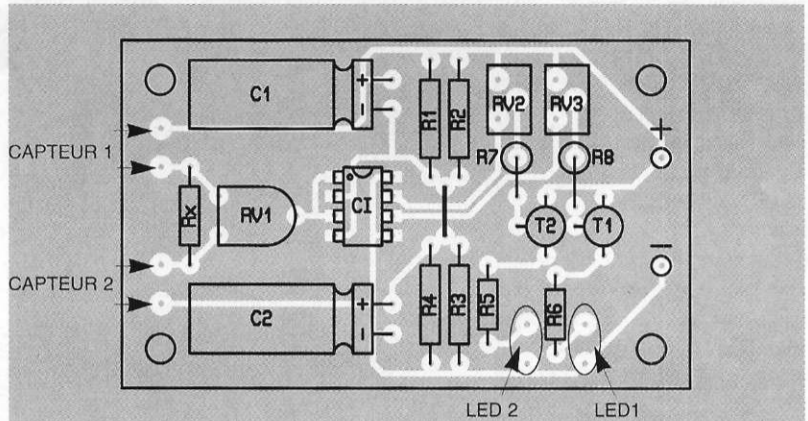 C1
+
-
R1
R2
RV2
RV3
+
CAPTEUR 1
R7
R8
Rx
RV1
CI
T2
T1
-
CAPTEUR 2
C2
+
-
R4
R3
R5
R6
LED 2
LED1